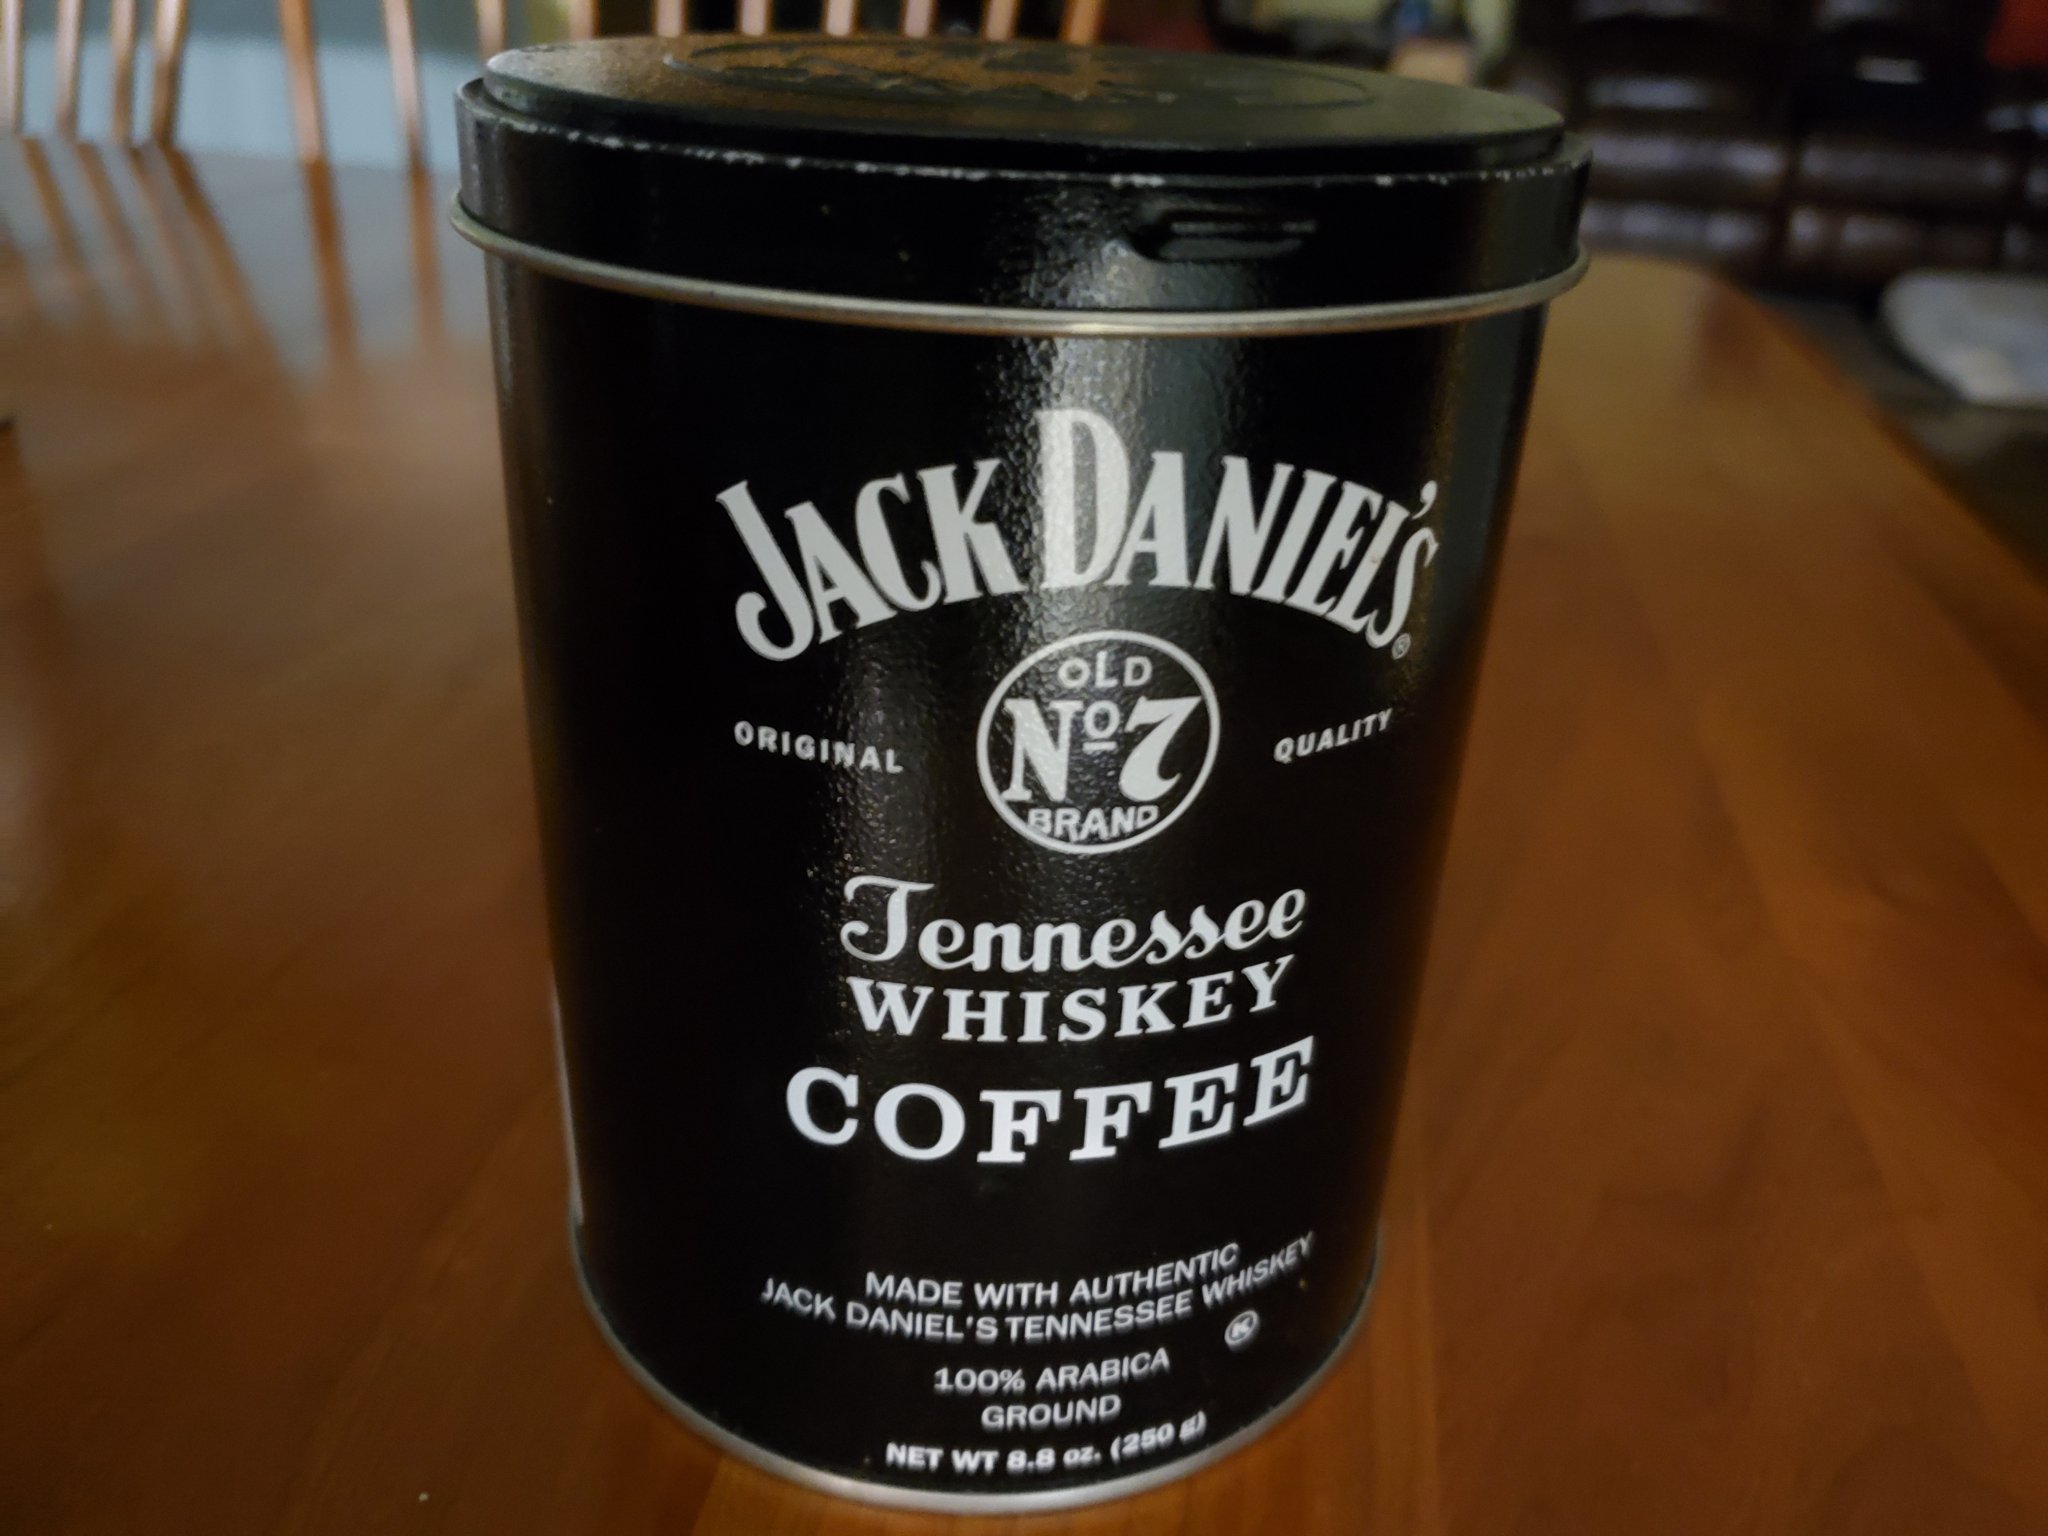 JACK DANIEL'S®
OLD
Nº7
BRAND
ORIGINAL QUALITY
Tennessee
WHISKEY
COFFEE
MADE WITH AUTHENTIC
JACK DANIEL'S TENNESSEE WHISKEY
K
100% ARABICA
GROUND
NET WT 8.8 oz. (250 g)